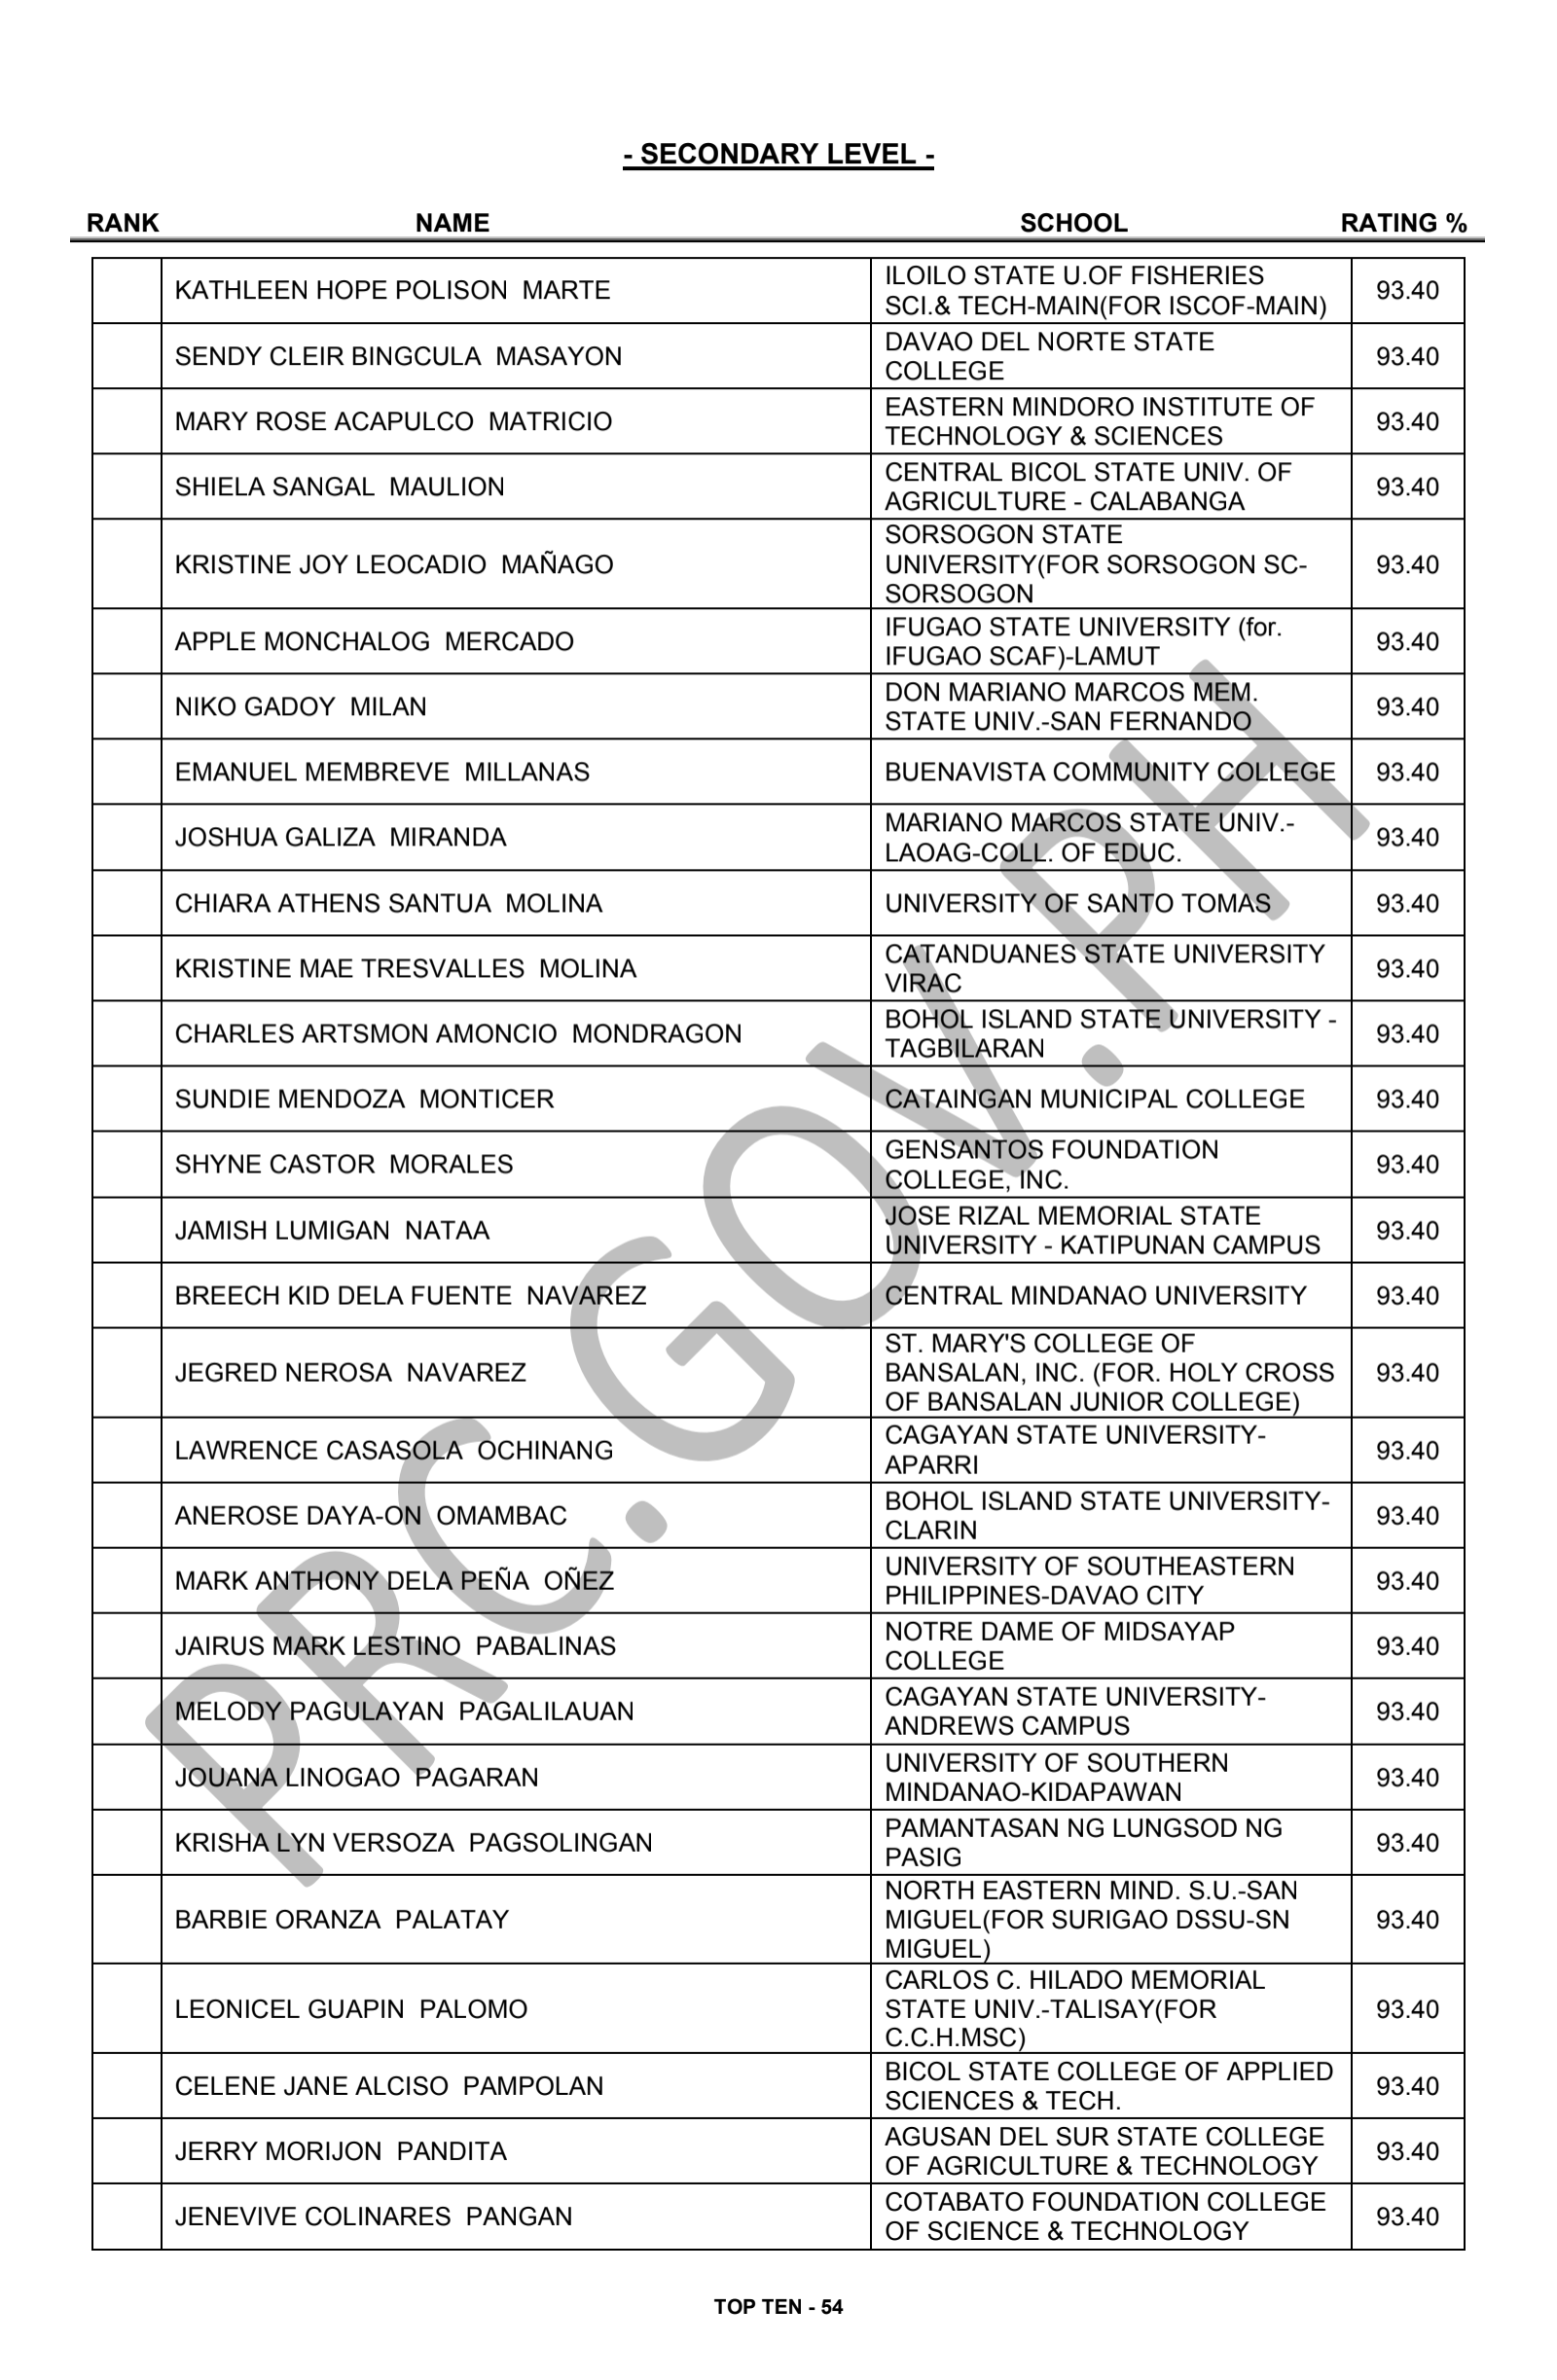 - SECONDARY LEVEL -
RANK NAME SCHOOL RATING %
KATHLEEN HOPE POLISON  MARTE ILOILO STATE U.OF FISHERIES
SCI.& TECH-MAIN(FOR ISCOF-MAIN) 93.40
SENDY CLEIR BINGCULA  MASAYON DAVAO DEL NORTE STATE
COLLEGE 93.40
MARY ROSE ACAPULCO  MATRICIO EASTERN MINDORO INSTITUTE OF
TECHNOLOGY & SCIENCES 93.40
SHIELA SANGAL  MAULION CENTRAL BICOL STATE UNIV. OF
AGRICULTURE - CALABANGA 93.40
KRISTINE JOY LEOCADIO  MAÑAGO SORSOGON STATE
UNIVERSITY(FOR SORSOGON SC-
SORSOGON 93.40
APPLE MONCHALOG  MERCADO IFUGAO STATE UNIVERSITY (for.
IFUGAO SCAF)-LAMUT 93.40
NIKO GADOY  MILAN DON MARIANO MARCOS MEM.
STATE UNIV.-SAN FERNANDO 93.40
EMANUEL MEMBREVE  MILLANAS BUENAVISTA COMMUNITY COLLEGE 93.40
JOSHUA GALIZA  MIRANDA MARIANO MARCOS STATE UNIV.-
LAOAG-COLL. OF EDUC. 93.40
CHIARA ATHENS SANTUA  MOLINA UNIVERSITY OF SANTO TOMAS 93.40
KRISTINE MAE TRESVALLES  MOLINA CATANDUANES STATE UNIVERSITY
VIRAC 93.40
CHARLES ARTSMON AMONCIO  MONDRAGON BOHOL ISLAND STATE UNIVERSITY -
TAGBILARAN 93.40
SUNDIE MENDOZA  MONTICER CATAINGAN MUNICIPAL COLLEGE 93.40
SHYNE CASTOR  MORALES GENSANTOS FOUNDATION
COLLEGE, INC. 93.40
JAMISH LUMIGAN  NATAA JOSE RIZAL MEMORIAL STATE
UNIVERSITY - KATIPUNAN CAMPUS 93.40
BREECH KID DELA FUENTE  NAVAREZ CENTRAL MINDANAO UNIVERSITY 93.40
JEGRED NEROSA  NAVAREZ ST. MARY'S COLLEGE OF
BANSALAN, INC. (FOR. HOLY CROSS
OF BANSALAN JUNIOR COLLEGE) 93.40
LAWRENCE CASASOLA  OCHINANG CAGAYAN STATE UNIVERSITY-
APARRI 93.40
ANEROSE DAYA-ON  OMAMBAC BOHOL ISLAND STATE UNIVERSITY-
CLARIN 93.40
MARK ANTHONY DELA PEÑA  OÑEZ UNIVERSITY OF SOUTHEASTERN
PHILIPPINES-DAVAO CITY 93.40
JAIRUS MARK LESTINO  PABALINAS NOTRE DAME OF MIDSAYAP
COLLEGE 93.40
MELODY PAGULAYAN  PAGALILAUAN CAGAYAN STATE UNIVERSITY-
ANDREWS CAMPUS 93.40
JOUANA LINOGAO  PAGARAN UNIVERSITY OF SOUTHERN
MINDANAO-KIDAPAWAN 93.40
KRISHA LYN VERSOZA  PAGSOLINGAN PAMANTASAN NG LUNGSOD NG
PASIG 93.40
BARBIE ORANZA  PALATAY NORTH EASTERN MIND. S.U.-SAN
MIGUEL(FOR SURIGAO DSSU-SN
MIGUEL) 93.40
LEONICEL GUAPIN  PALOMO CARLOS C. HILADO MEMORIAL
STATE UNIV.-TALISAY(FOR
C.C.H.MSC) 93.40
CELENE JANE ALCISO  PAMPOLAN BICOL STATE COLLEGE OF APPLIED
SCIENCES & TECH. 93.40
JERRY MORIJON  PANDITA AGUSAN DEL SUR STATE COLLEGE
OF AGRICULTURE & TECHNOLOGY 93.40
JENEVIVE COLINARES  PANGAN COTABATO FOUNDATION COLLEGE
OF SCIENCE & TECHNOLOGY 93.40
PRC.GOV.PH
TOP TEN - 54